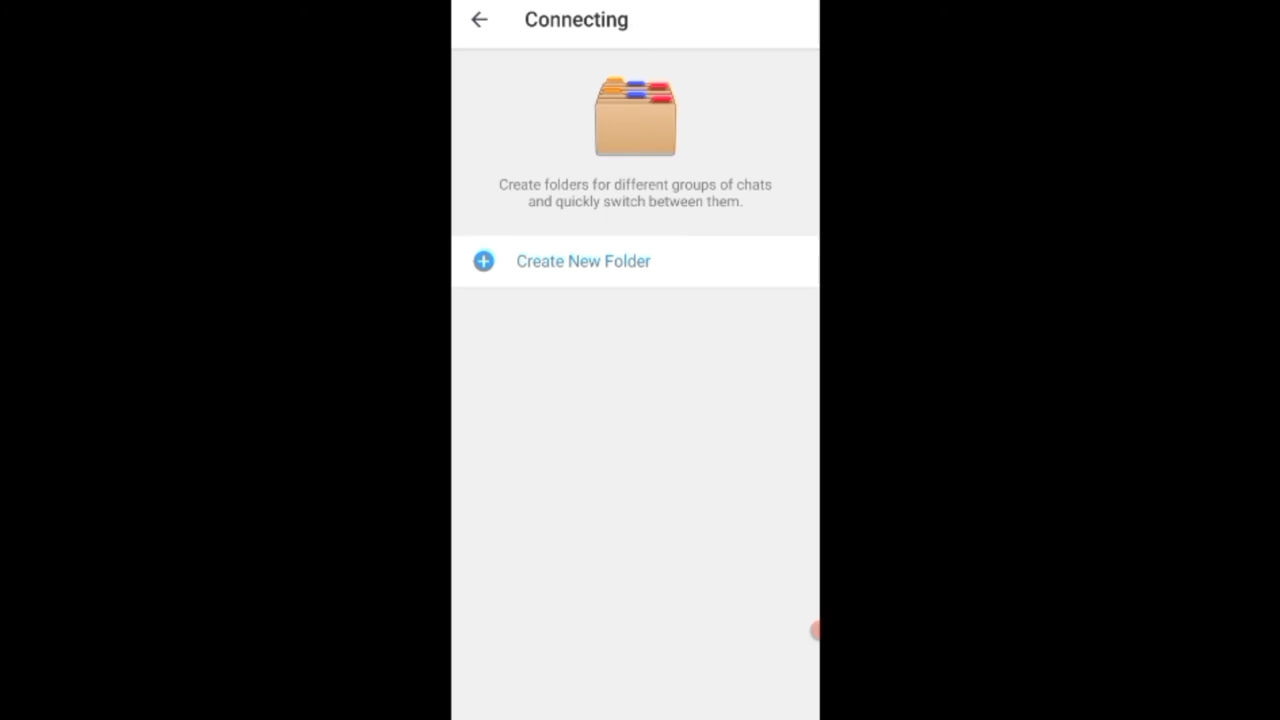 Connecting
Create folders for different groups of chats
and quickly switch between them.
Create New Folder